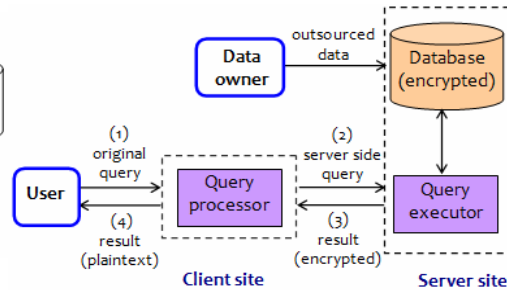 outsourced
data
Data
owner
Database
(encrypted)
(1)
original
query
(2)
server side
query
User
Query
processor
Query
executor
(4)
result
(plaintext)
(3)
result
(encrypted)
Client site
Server site